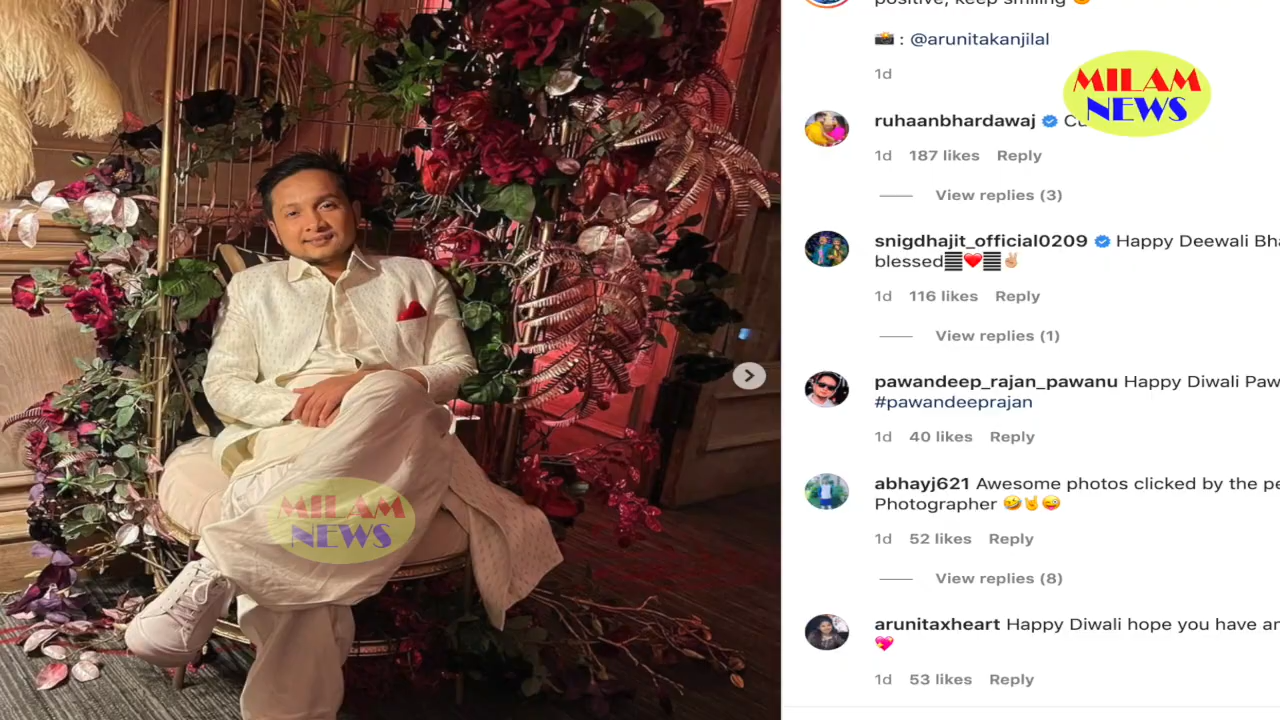 positive, keep smiling
: @arunitakanjilal
1d
MILAM
NEWS
ruhaanbhardawaj
1d 187 likes Reply
View replies (3)
snigdhajit_official0209 Happy Deewali
blessed
1d 116 likes Reply
View replies (1)
pawandeep_rajan_pawanu Happy Diwali
#pawandeeprajan
1d 40 likes Reply
abhayj621 Awesome photos clicked by the
Photographer
1d 52 likes Reply
View replies (8)
arunitaxheart Happy Diwali hope you have
1d 53 likes Reply
MILAM
NEWS